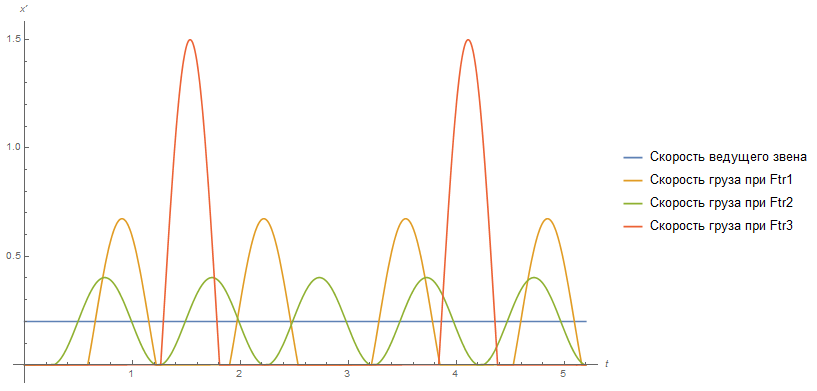 x′
1.5
1.0
0.5
1 2 3 4 5 t
Скорость ведущего звена
Скорость груза при Ftr1
Скорость груза при Ftr2
Скорость груза при Ftr3